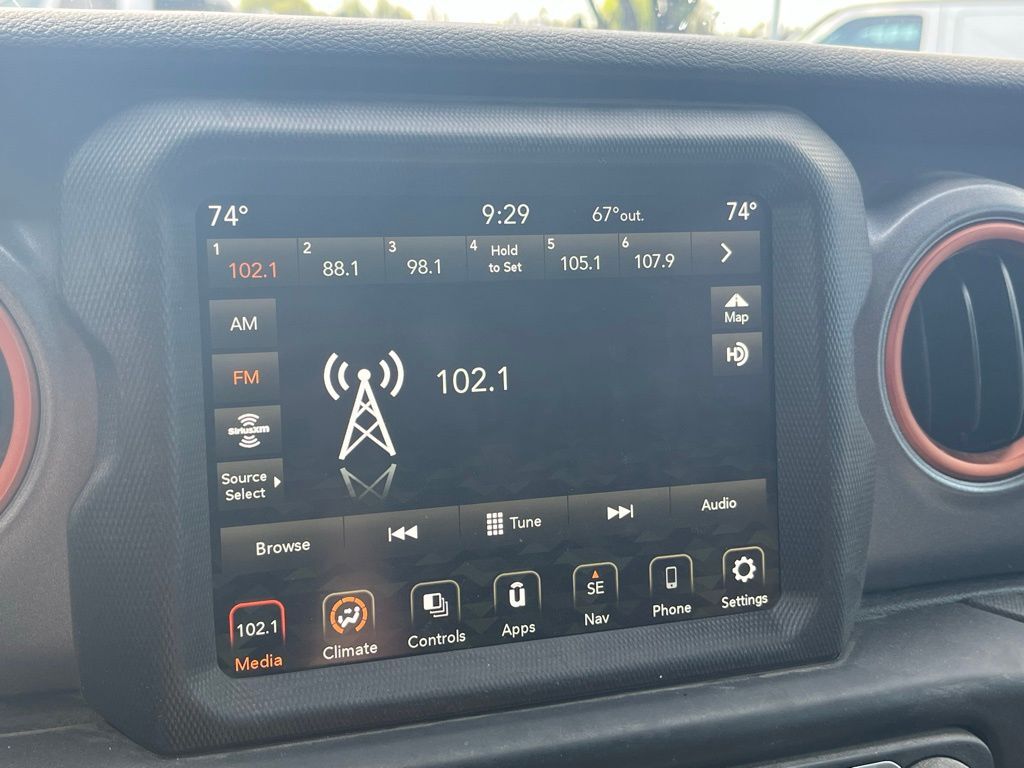 74° 9:29 67°out. 74°
1 102.1 2 88.1 3 98.1 4 Hold to Set 5 105.1 6 107.9
AM
Map
FM
HD
102.1
SiriusXM
Source
Select
Browse Tune Audio
102.1
SE
Media Climate Controls Apps Nav Phone Settings